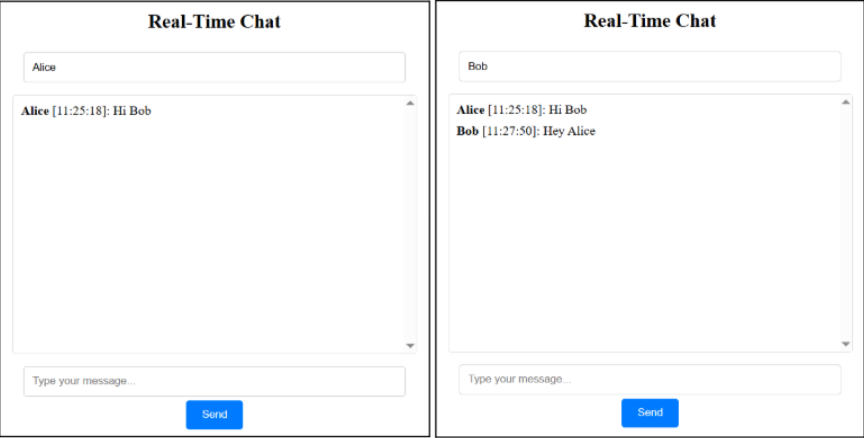 Real-Time Chat
Alice
Alice [11:25:18]: Hi Bob
Type your message...
Send
Real-Time Chat
Bob
Alice [11:25:18]: Hi Bob
Bob [11:27:50]: Hey Alice
Type your message...
Send